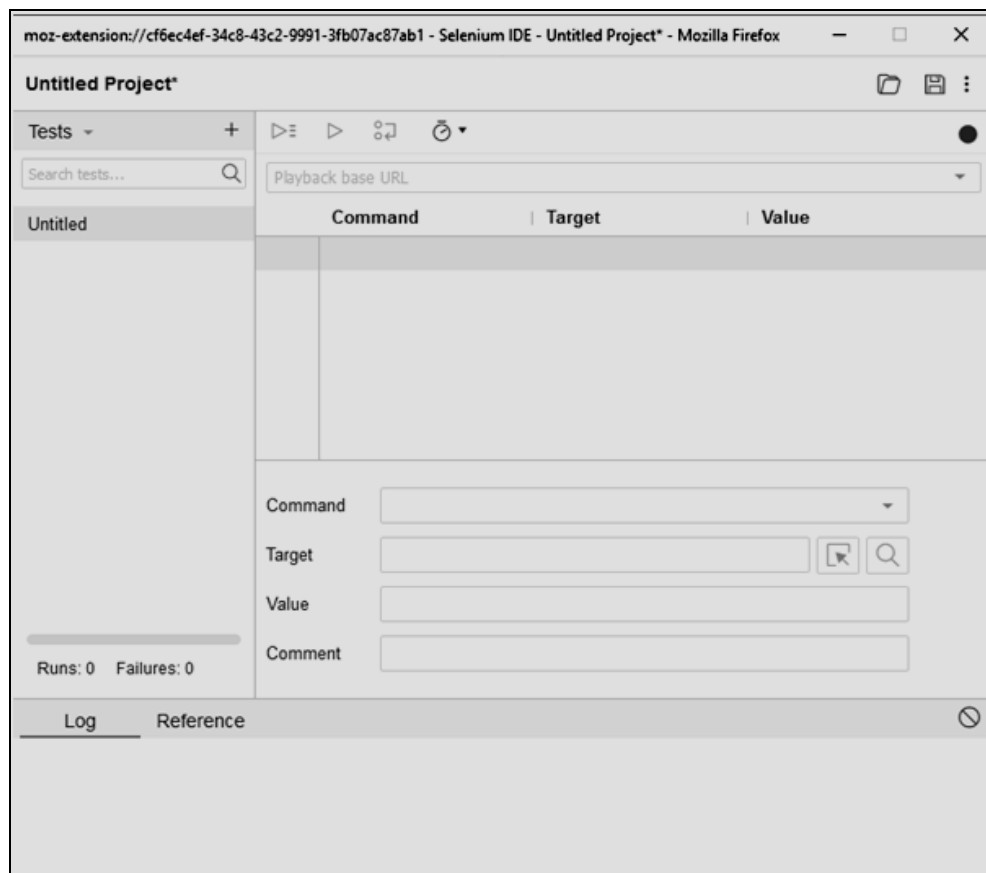 moz-extension://cf6ec4ef-34c8-43c2-9991-3fb07ac87ab1 - Selenium IDE - Untitled Project* - Mozilla Firefox
Untitled Project*
Tests
Search tests...
Untitled
Runs: 0 Failures: 0
Playback base URL
Command Target Value
Command
Target
Value
Comment
Log Reference